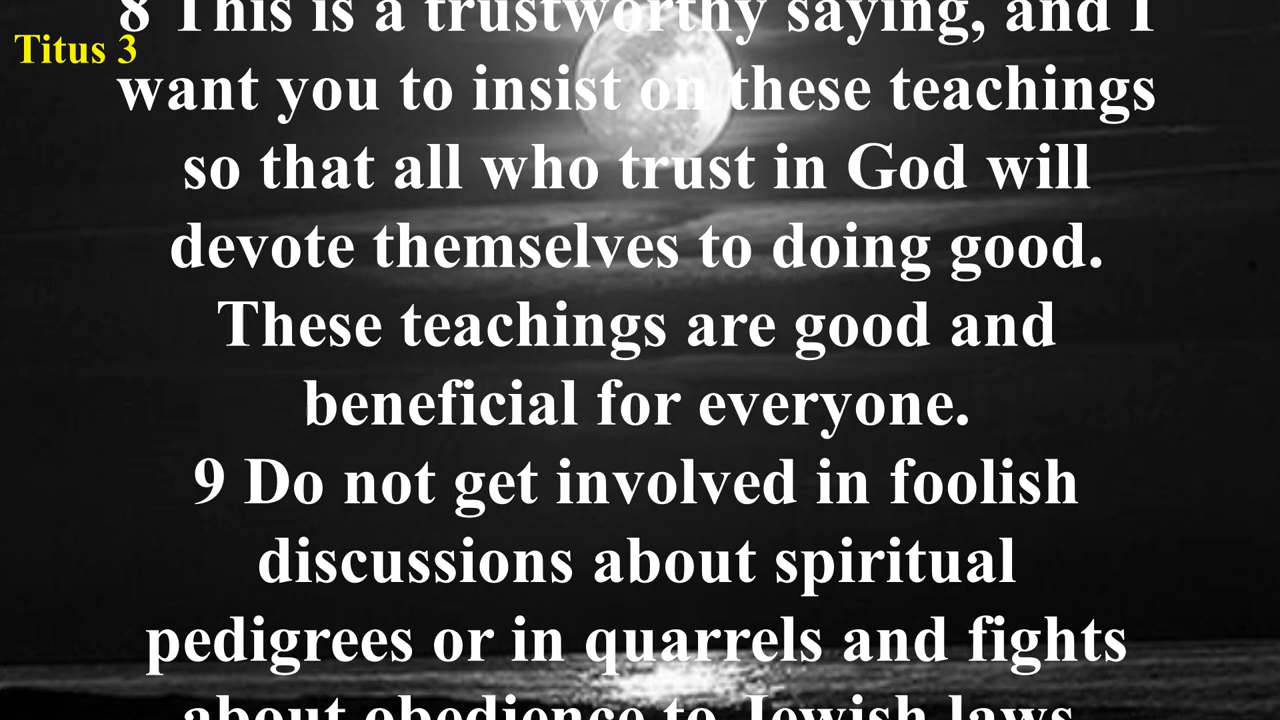 8 This is a trustworthy saying, and I
Titus 3
want you to insist on these teachings
so that all who trust in God will
devote themselves to doing good.
These teachings are good and
beneficial for everyone.
9 Do not get involved in foolish
discussions about spiritual
pedigrees or in quarrels and fights
about obedience to Jewish laws.